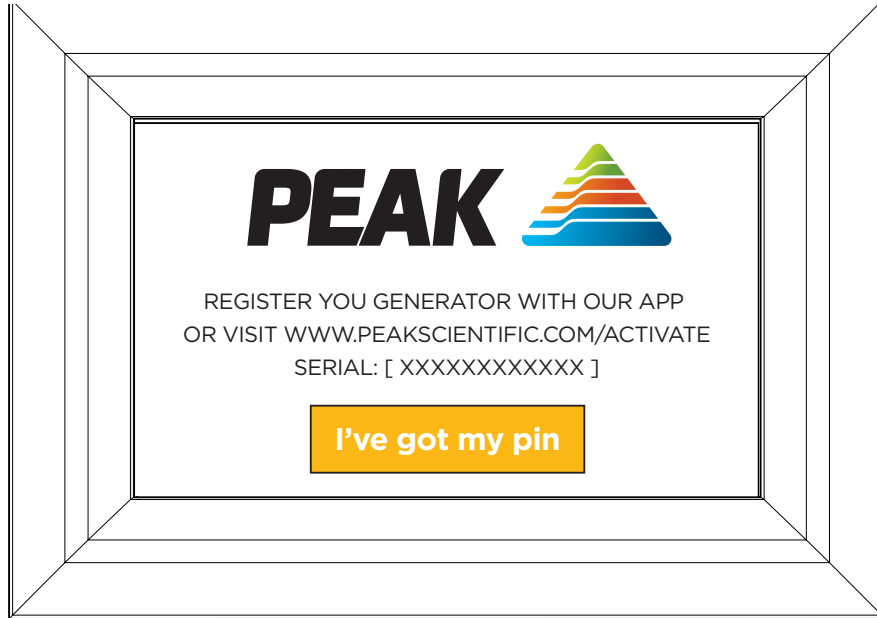 PEAK
REGISTER YOU GENERATOR WITH OUR APP
OR VISIT WWW.PEAKSCIENTIFIC.COM/ACTIVATE
SERIAL: [ XXXXXXXXXXXX ]
I’ve got my pin